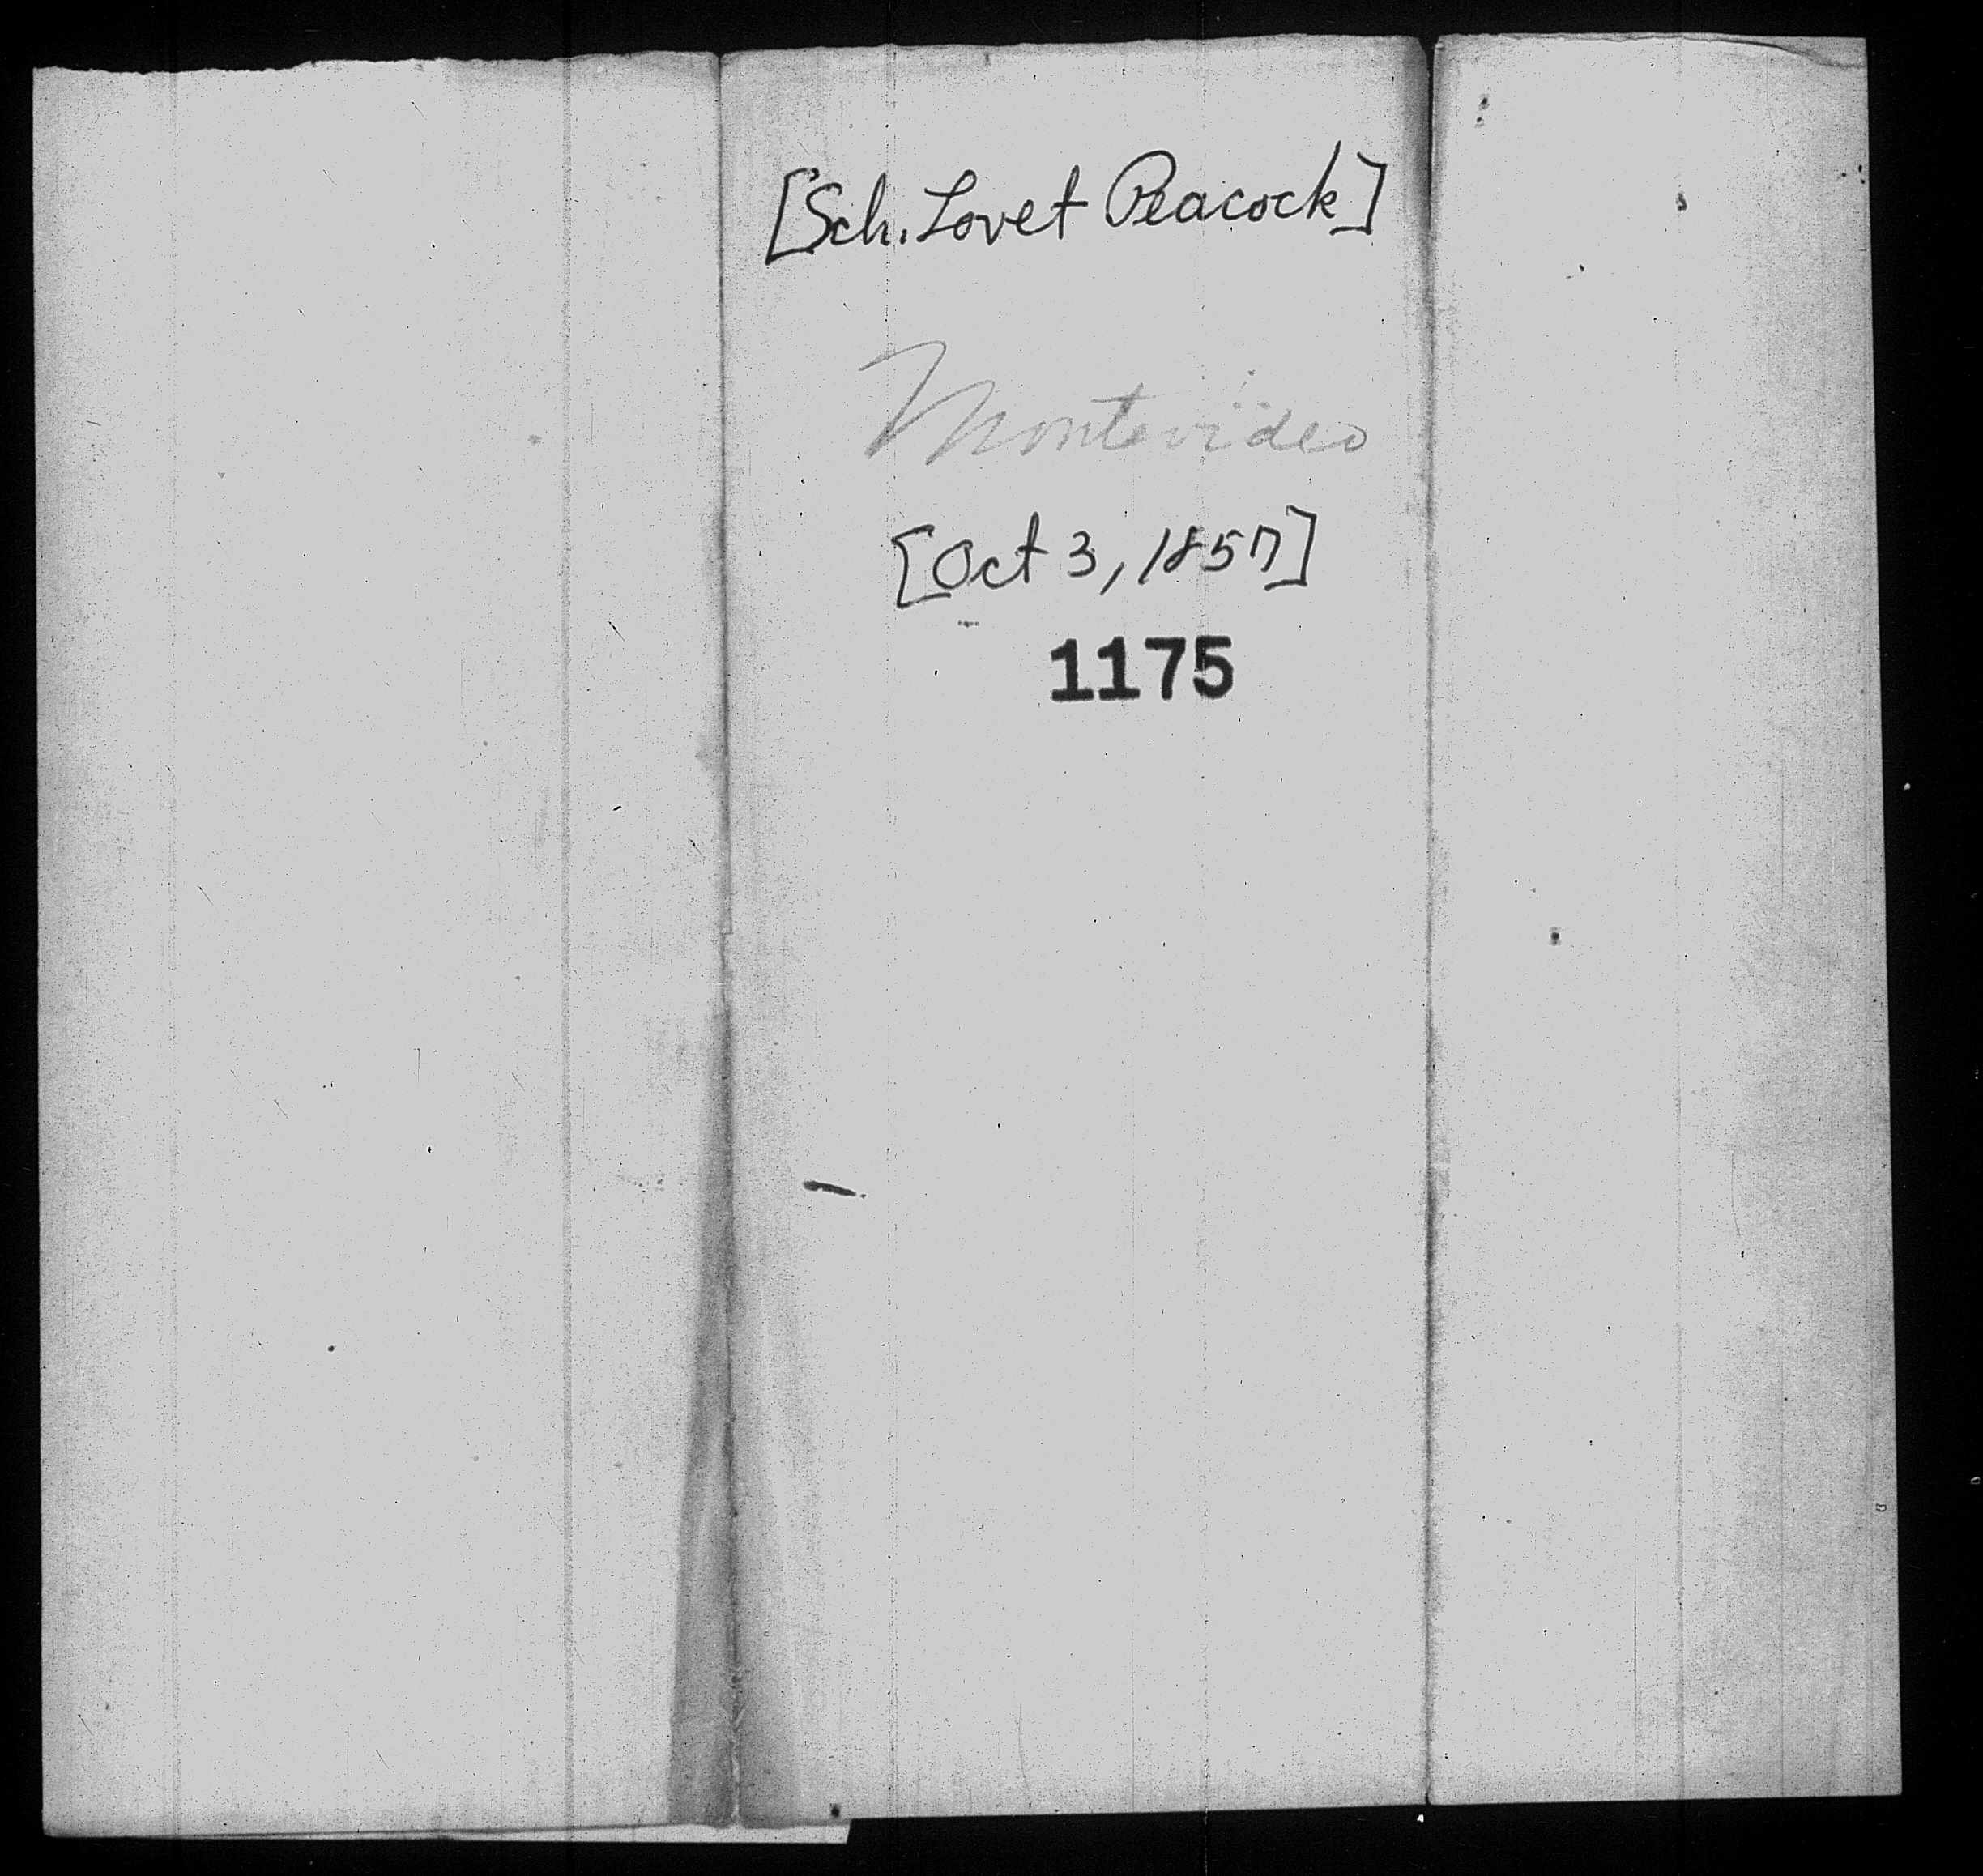 [Sch. Lovet Peacock]
Montevideo
[Oct 3, 1857]
1175